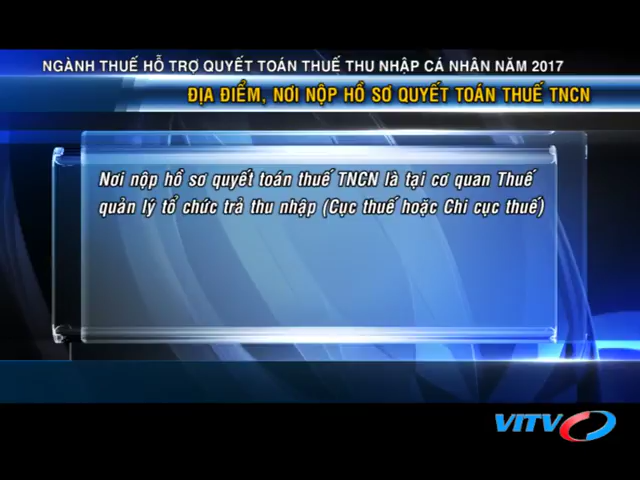 NGÀNH THUẾ HỖ TRỢ QUYẾT TOÁN THUẾ THU NHẬP CÁ NHÂN NĂM 2017
ĐỊA ĐIỂM, NƠI NỘP HỒ SƠ QUYẾT TOÁN THUẾ TNCN
Nơi nộp hồ sơ quyết toán thuế TNCN là tại cơ quan Thuế
quản lý tổ chức trả thu nhập (Cục thuế hoặc Chi cục thuế)
VITV